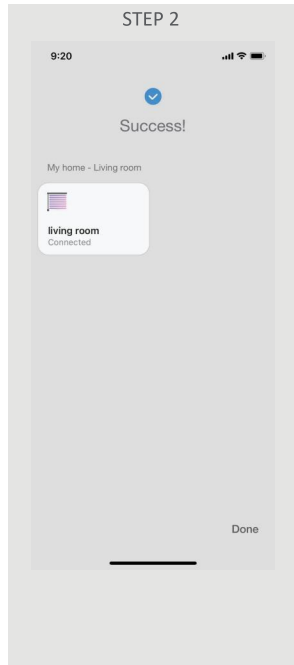 STEP 2
9:20
Success!
My home - Living room
living room
Connected
Done